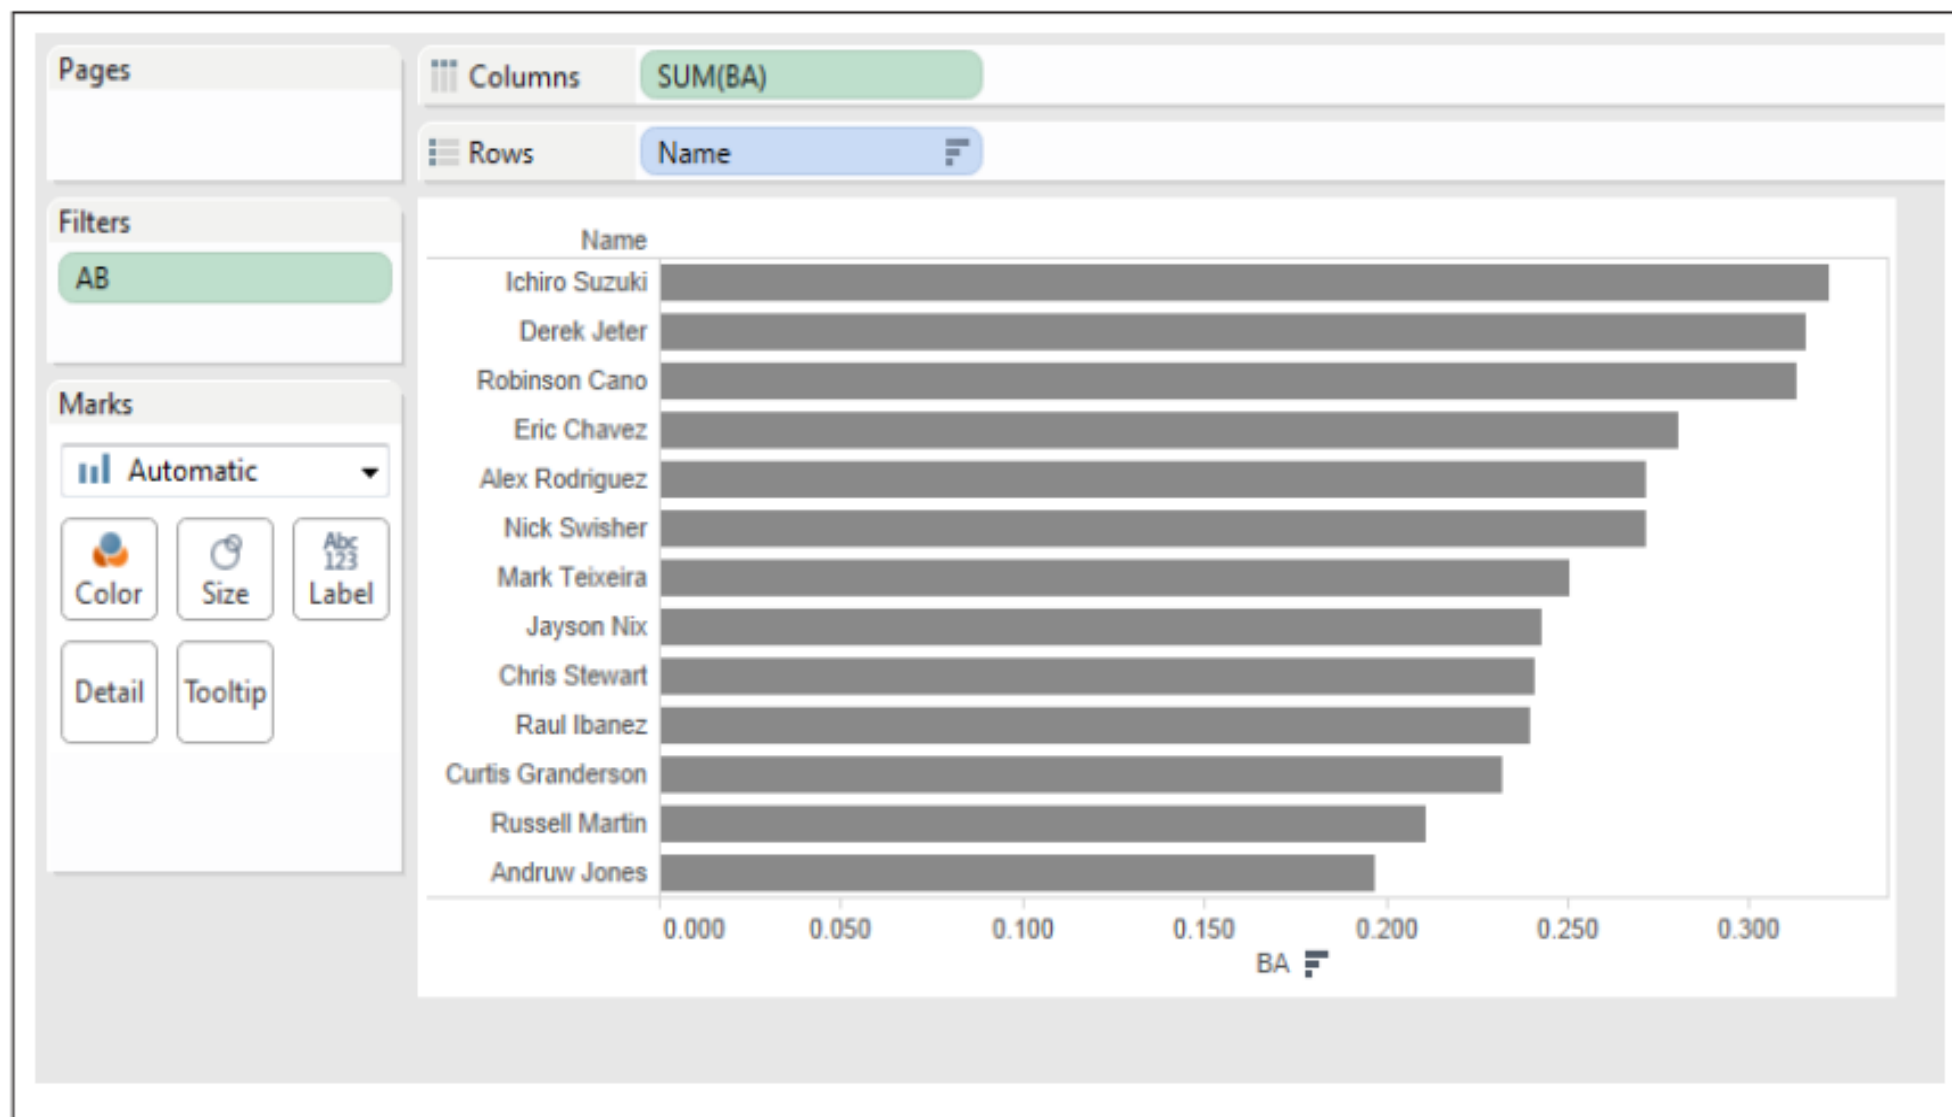 Pages
Columns SUM(BA)
Rows Name
Filters
AB
Marks
Automatic
Color Size Abc 123 Label
Detail Tooltip
Name
Ichiro Suzuki
Derek Jeter
Robinson Cano
Eric Chavez
Alex Rodriguez
Nick Swisher
Mark Teixeira
Jayson Nix
Chris Stewart
Raul Ibanez
Curtis Granderson
Russell Martin
Andruw Jones
0.000 0.050 0.100 0.150 0.200 0.250 0.300
BA